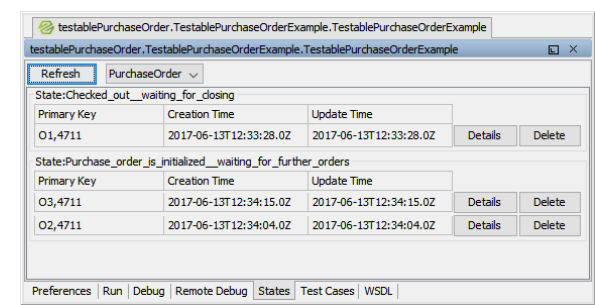 testablePurchaseOrder.TestablePurchaseOrderExample.TestablePurchaseOrderExample
testablePurchaseOrder.TestablePurchaseOrderExample.TestablePurchaseOrderExample
Refresh PurchaseOrder
State:Checked_out__waiting_for_closing
Primary Key Creation Time Update Time
O1,4711 2017-06-13T12:33:28.0Z 2017-06-13T12:33:28.0Z Details Delete
State:Purchase_order_is_initialized__waiting_for_further_orders
Primary Key Creation Time Update Time
O3,4711 2017-06-13T12:34:15.0Z 2017-06-13T12:34:15.0Z Details Delete
O2,4711 2017-06-13T12:34:04.0Z 2017-06-13T12:34:04.0Z Details Delete
Preferences Run Debug Remote Debug States Test Cases WSDL